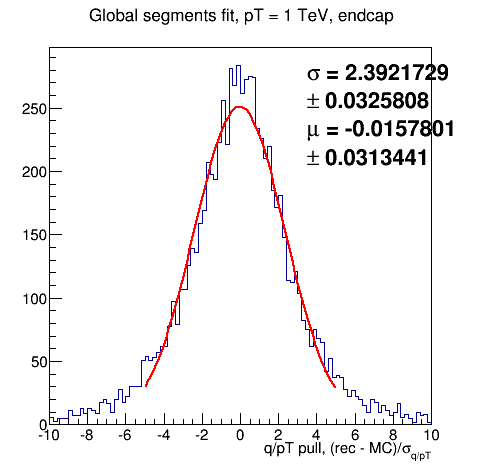 Global segments fit, pT = 1 TeV, endcap
σ = 2.3921729
± 0.0325808
μ = -0.0157801
± 0.0313441
250
200
150
100
50
0
-10 -8 -6 -4 -2 0 2 4 6 8 10
q/pT pull, (rec - MC)/σq/pT